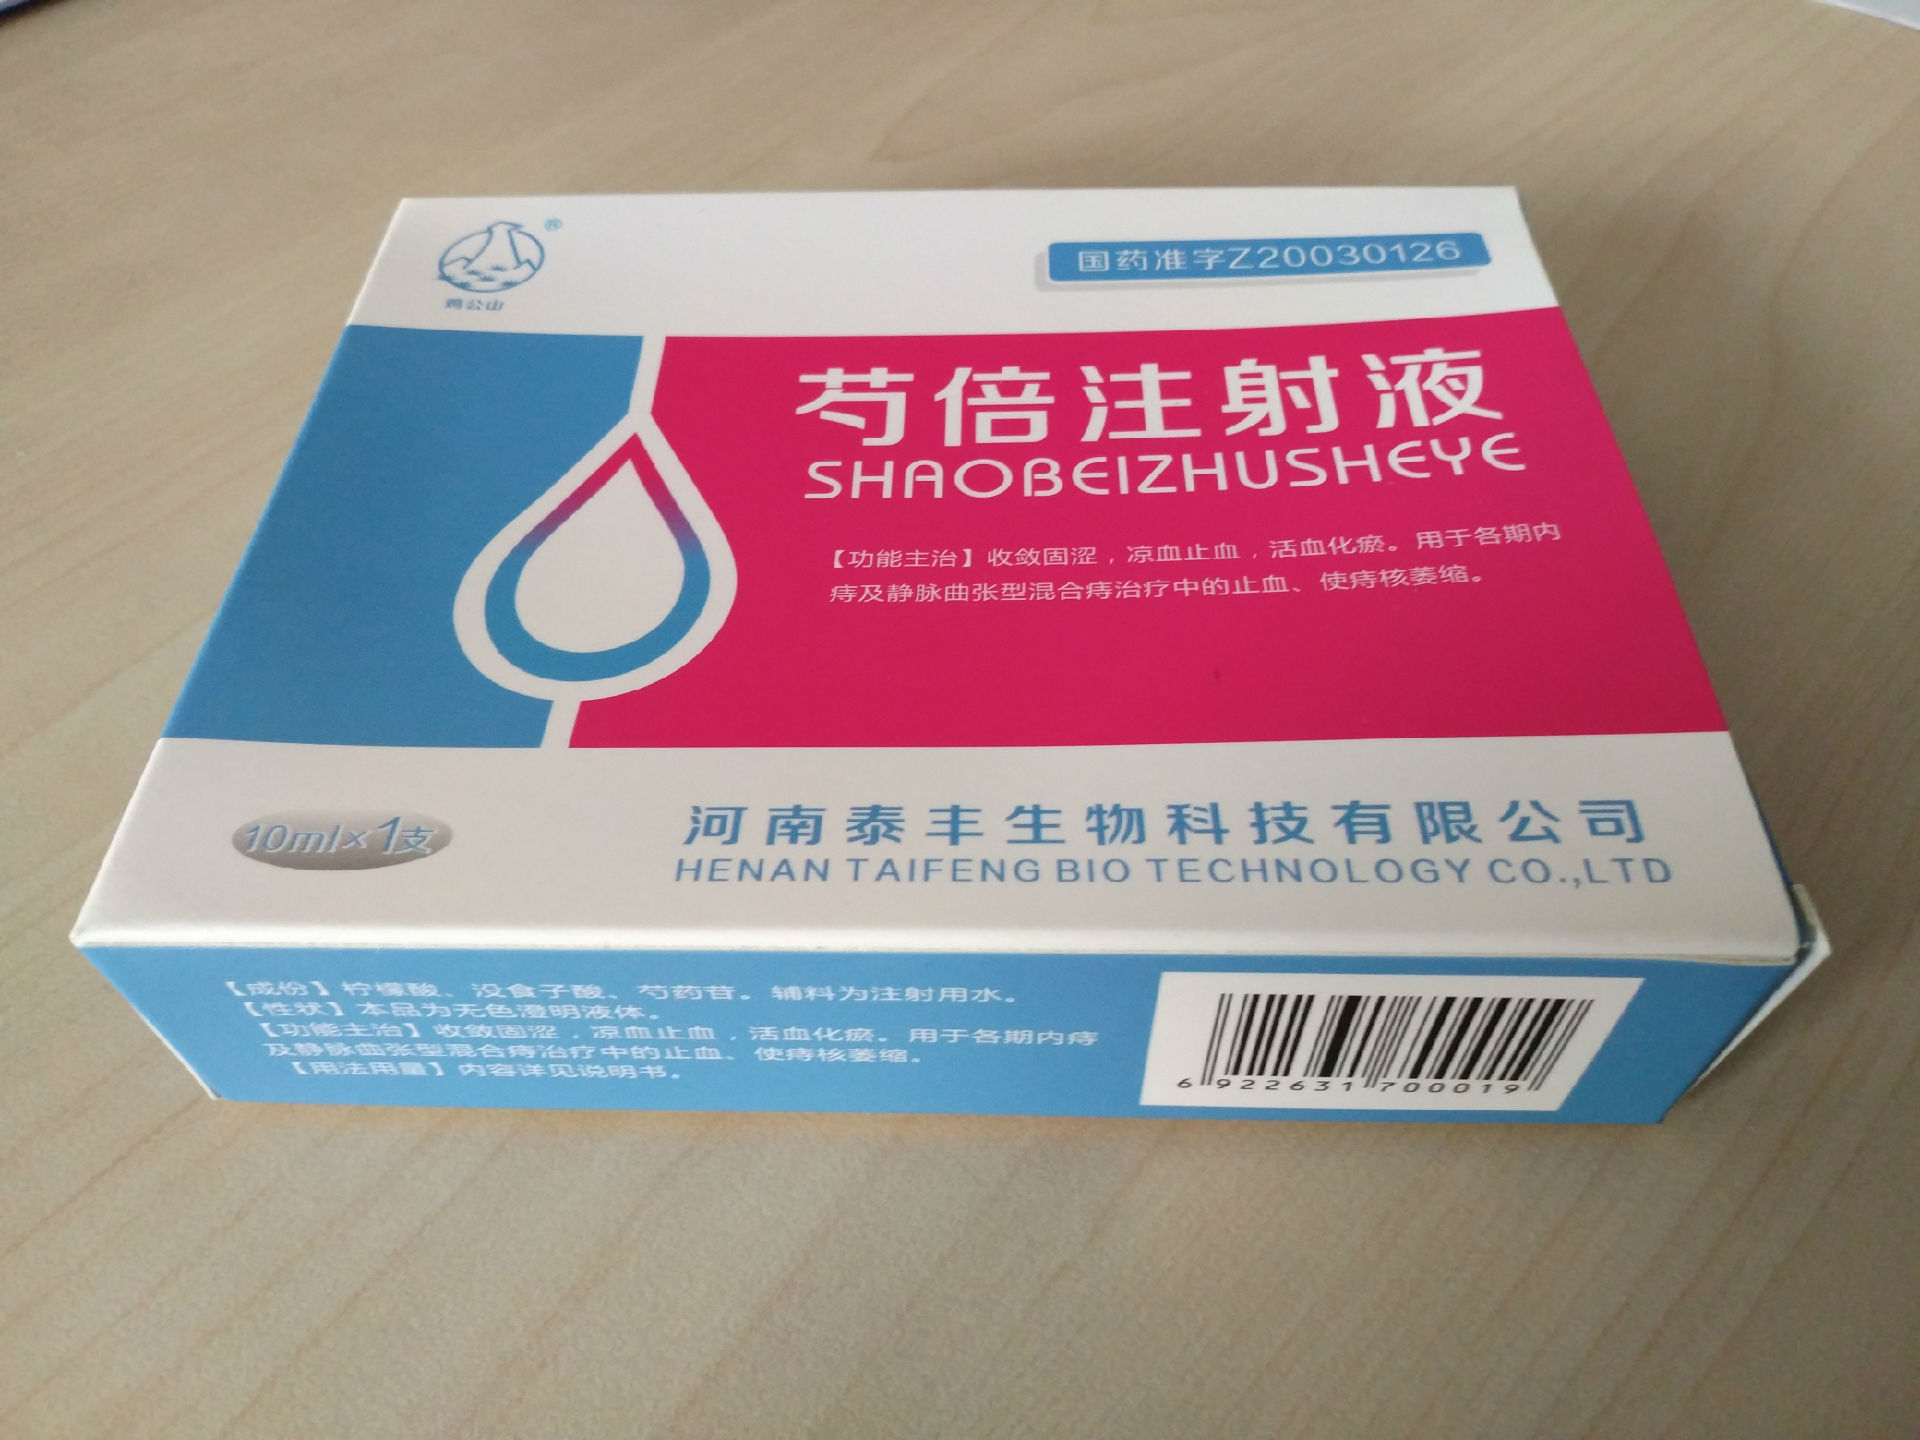 ®
鸡公山
国药准字Z20030126
芍倍注射液
SHAOBEIZHUSHEYE
【功能主治】收敛固涩，凉血止血，活血化瘀。用于各期内
痔及静脉曲张型混合痔治疗中的止血、使痔核萎缩。
10ml×1支
河南泰丰生物科技有限公司
HENAN TAIFENG BIO TECHNOLOGY CO.,LTD
【成份】柠檬酸、没食子酸、芍药苷。辅料为注射用水。
【性状】本品为无色澄明液体。
【功能主治】收敛固涩，凉血止血，活血化瘀。用于各期内痔
及静脉曲张型混合痔治疗中的止血、使痔核萎缩。
【用法用量】内容详见说明书。
6 922631 700019